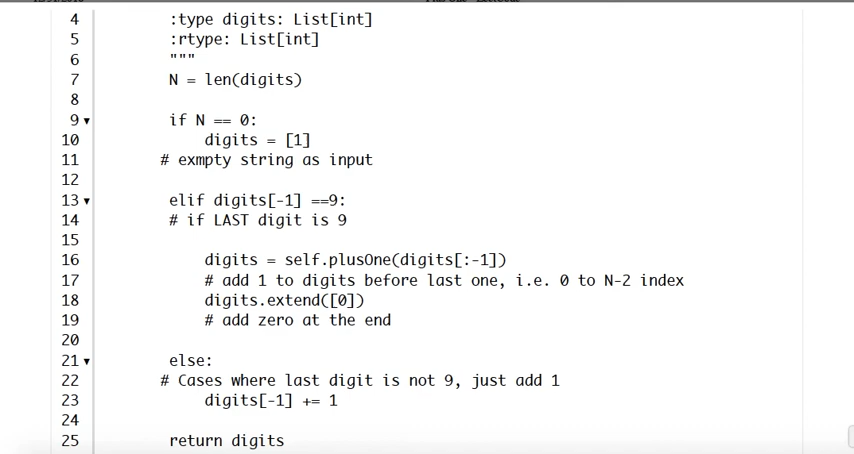 4 :type digits: List[int]
5 :rtype: List[int]
6 """
7 N = len(digits)
8
9 if N == 0:
10 digits = [1]
11 # exmpty string as input
12
13 elif digits[-1] ==9:
14 # if LAST digit is 9
15
16 digits = self.plusOne(digits[:-1])
17 # add 1 to digits before last one, i.e. 0 to N-2 index
18 digits.extend([0])
19 # add zero at the end
20
21 else:
22 # Cases where last digit is not 9, just add 1
23 digits[-1] += 1
24
25 return digits